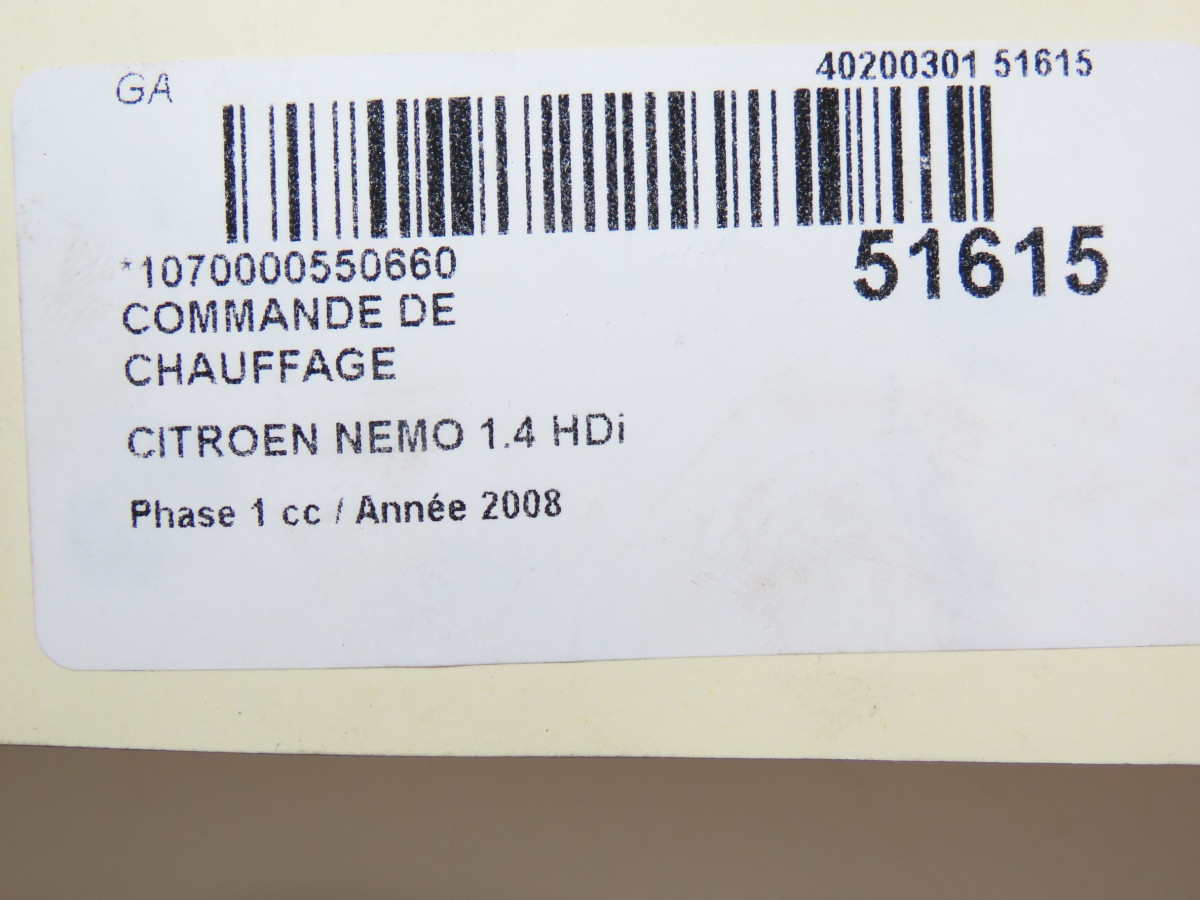 GA
40200301 51615
51615
*1070000550660
COMMANDE DE
CHAUFFAGE
CITROEN NEMO 1.4 HDi
Phase 1 cc / Année 2008